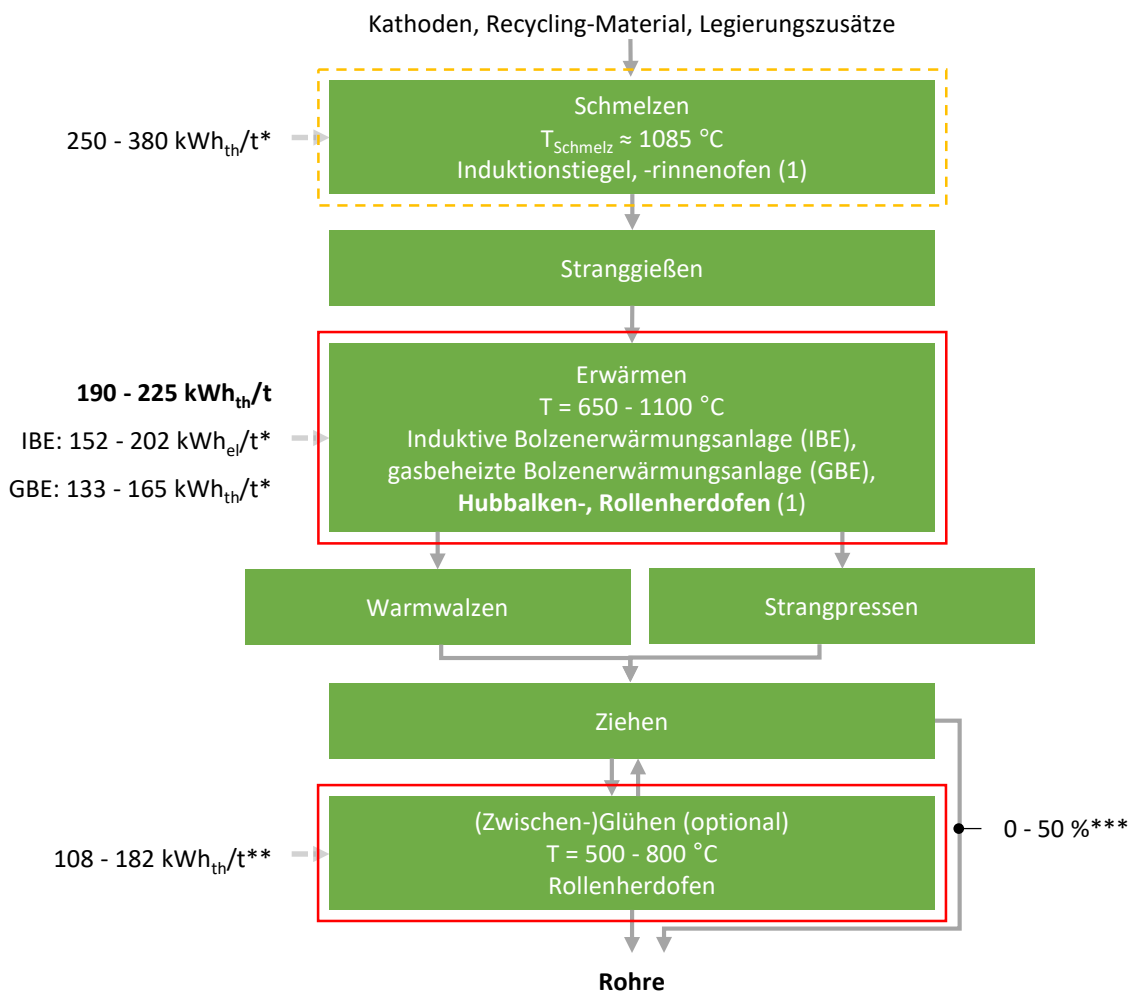 Kathoden, Recycling-Material, Legierungszusätze
Schmelzen
T_Schmelz ≈ 1085 °C
Induktionstiegel, -rinnenofen (1)
250 - 380 kWh_th/t*
Stranggießen
Erwärmen
T = 650 - 1100 °C
Induktive Bolzenerwärmungsanlage (IBE),
gasbeheizte Bolzenerwärmungsanlage (GBE),
Hubbalken-, Rollenherdofen (1)
190 - 225 kWh_th/t
IBE: 152 - 202 kWh_el/t*
GBE: 133 - 165 kWh_th/t*
Warmwalzen
Strangpressen
Ziehen
(Zwischen-)Glühen (optional)
T = 500 - 800 °C
Rollenherdofen
108 - 182 kWh_th/t**
0 - 50 %***
Rohre